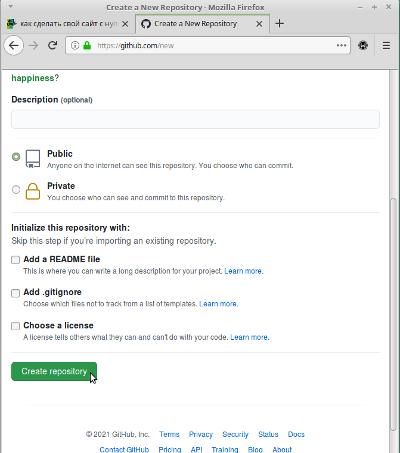 Create a New Repository - Mozilla Firefox
как сделать свой сайт с нул
Create a New Repository
https://github.com/new
happiness?
Description (optional)
Public
Anyone on the internet can see this repository. You choose who can commit.
Private
You choose who can see and commit to this repository.
Initialize this repository with:
Skip this step if you're importing an existing repository.
Add a README file
This is where you can write a long description for your project. Learn more.
Add .gitignore
Choose which files not to track from a list of templates. Learn more.
Choose a license
A license tells others what they can and can't do with your code. Learn more.
Create repository
© 2021 GitHub, Inc. Terms Privacy Security Status Docs
Contact GitHub Pricing API Training Blog About